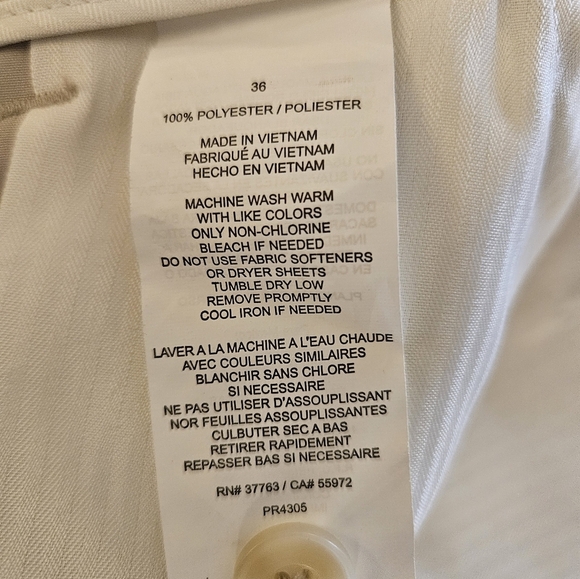 36
100% POLYESTER / POLIESTER
MADE IN VIETNAM
FABRIQUÉ AU VIETNAM
HECHO EN VIETNAM
MACHINE WASH WARM
WITH LIKE COLORS
ONLY NON-CHLORINE
BLEACH IF NEEDED
DO NOT USE FABRIC SOFTENERS
OR DRYER SHEETS
TUMBLE DRY LOW
REMOVE PROMPTLY
COOL IRON IF NEEDED
LAVER A LA MACHINE A L'EAU CHAUDE
AVEC COULEURS SIMILAIRES
BLANCHIR SANS CHLORE
SI NECESSAIRE
NE PAS UTILISER D'ASSOUPLISSANT
NOR FEUILLES ASSOUPLISSANTES
CULBUTER SEC A BAS
RETIRER RAPIDEMENT
REPASSER BAS SI NECESSAIRE
RN# 37763 / CA# 55972
PR4305